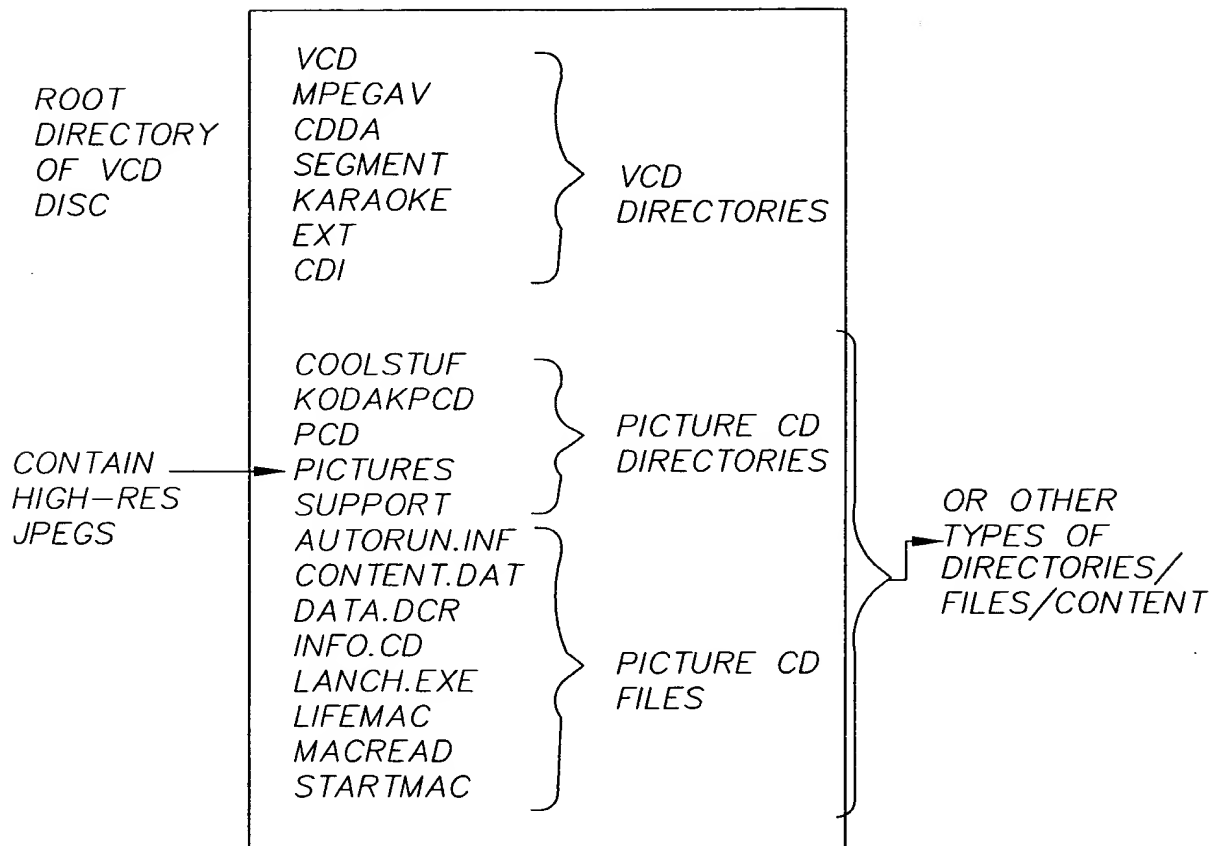 ROOT
DIRECTORY
OF VCD
DISC
VCD
MPEGAV
CDDA
SEGMENT
KARAOKE
EXT
CDI
VCD
DIRECTORIES
CONTAIN
HIGH-RES
JPEGS
COOLSTUF
KODAKPCD
PCD
PICTURES
SUPPORT
PICTURE CD
DIRECTORIES
AUTORUN.INF
CONTENT.DAT
DATA.DCR
INFO.CD
LANCH.EXE
LIFEMAC
MACREAD
STARTMAC
PICTURE CD
FILES
OR OTHER
TYPES OF
DIRECTORIES/
FILES/CONTENT